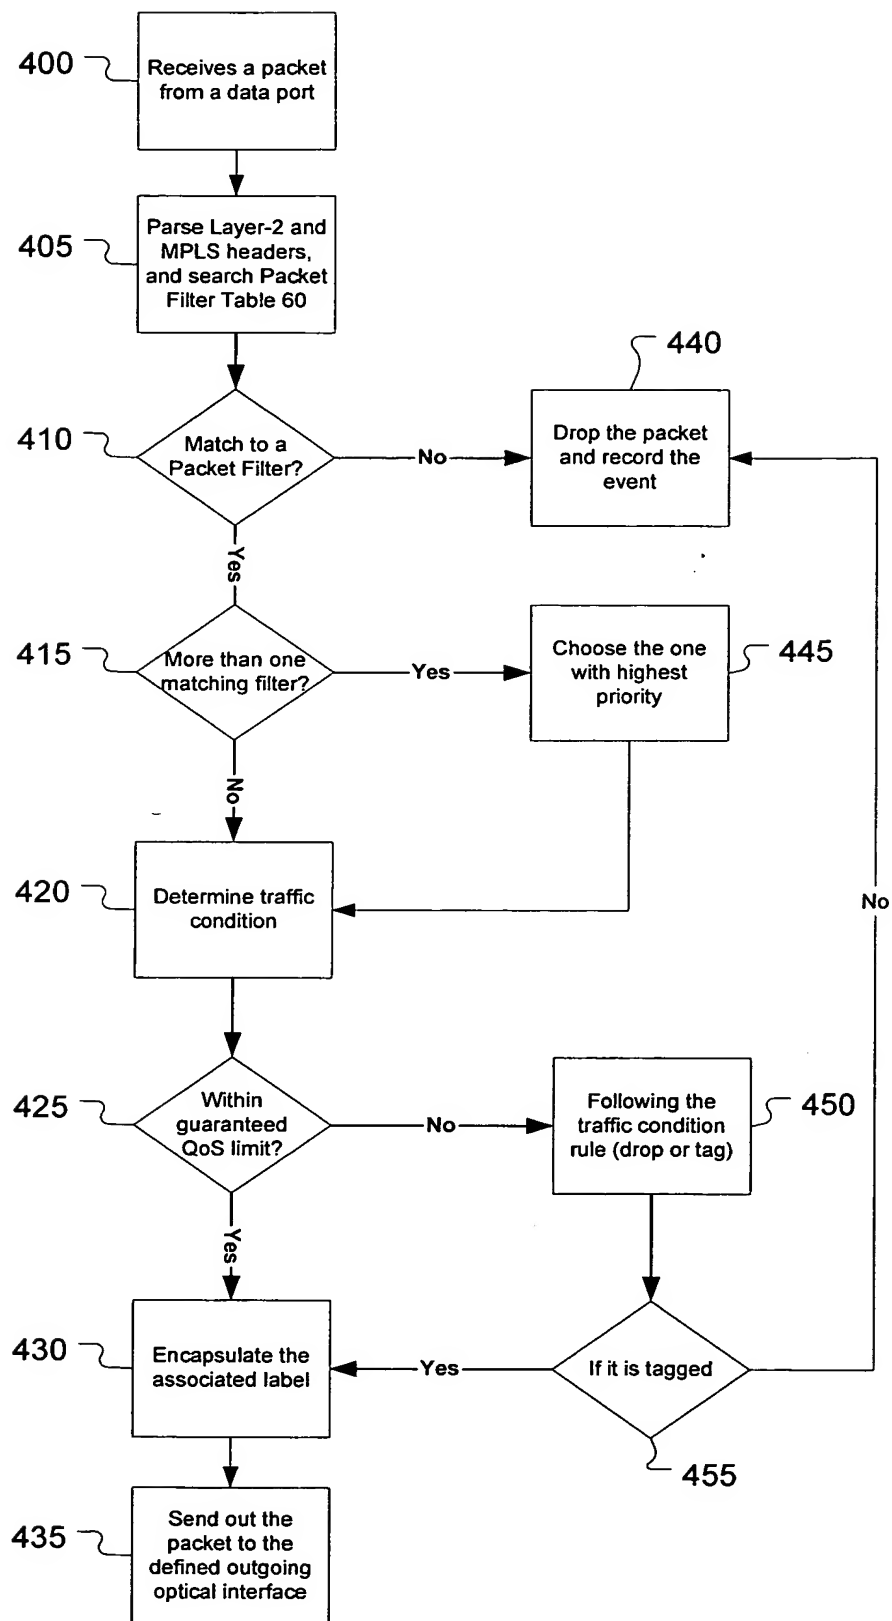 400
Receives a packet
from a data port
405
Parse Layer-2 and
MPLS headers,
and search Packet
Filter Table 60
440
410
Match to a
Packet Filter?
No
Drop the packet
and record the
event
Yes
415
More than one
matching filter?
Yes
Choose the one
with highest
priority
445
No
420
Determine traffic
condition
No
425
Within
guaranteed
QoS limit?
No
Following the
traffic condition
rule (drop or tag)
450
Yes
430
Encapsulate the
associated label
Yes
If it is tagged
455
435
Send out the
packet to the
defined outgoing
optical interface